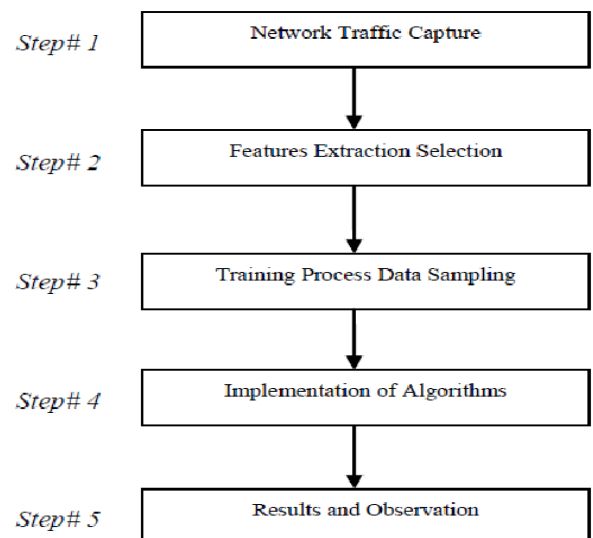 Step# 1
Network Traffic Capture
Step# 2
Features Extraction Selection
Step# 3
Training Process Data Sampling
Step# 4
Implementation of Algorithms
Step# 5
Results and Observation